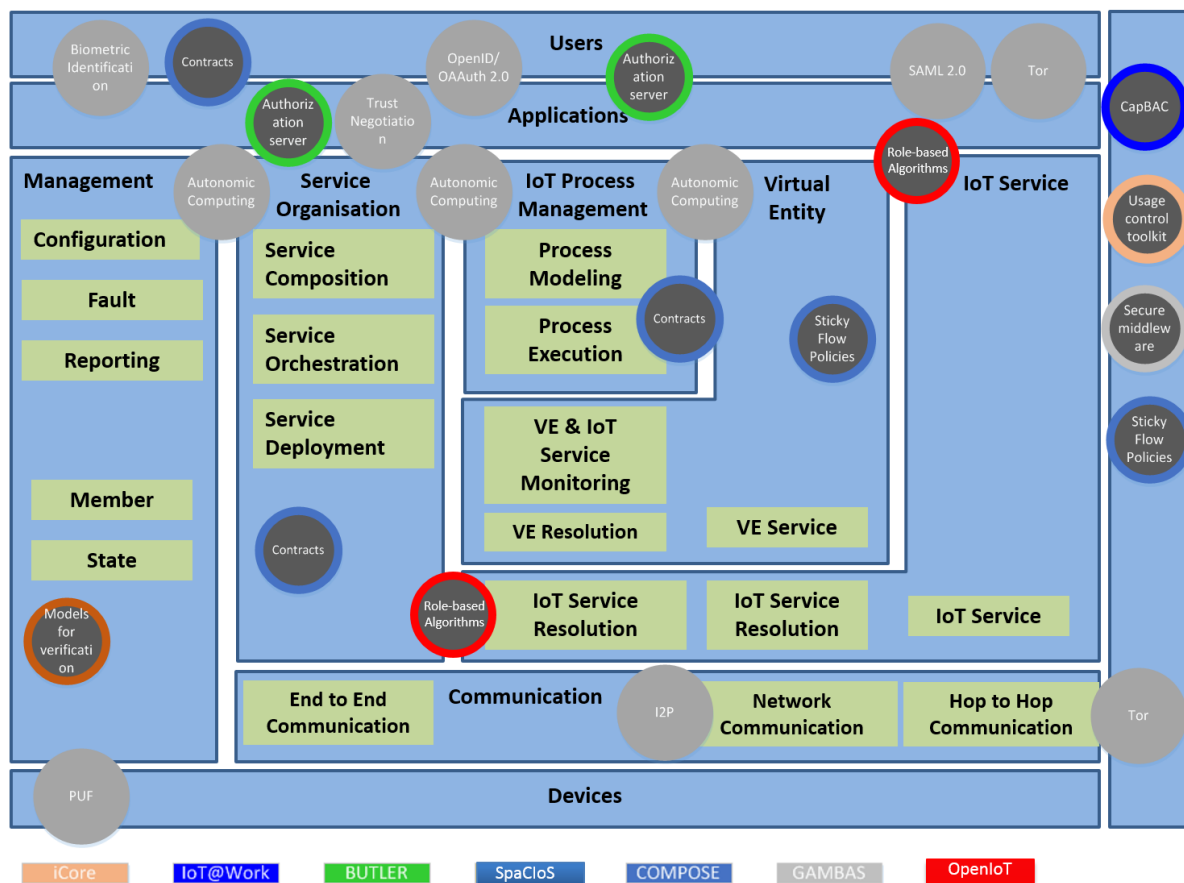 Users
Biometric
Identificati
on
Contracts
OpenID/
OAAuth 2.0
Authoriz
ation
server
SAML 2.0
Tor
Applications
Authoriz
ation
server
Trust
Negotiatio
n
CapBAC
Role-based
Algorithms
Management
Autonomic
Computing
Service
Organisation
Autonomic
Computing
IoT Process
Management
Autonomic
Computing
Virtual
Entity
IoT Service
Usage
control
toolkit
Configuration
Fault
Reporting
Member
State
Models
for
verificati
on
Service
Composition
Service
Orchestration
Service
Deployment
Contracts
Process
Modeling
Process
Execution
Contracts
Sticky
Flow
Policies
Secure
middlew
are
Sticky
Flow
Policies
VE & IoT
Service
Monitoring
VE Resolution
VE Service
Role-based
Algorithms
IoT Service
Resolution
IoT Service
Resolution
IoT Service
End to End
Communication
Communication
I2P
Network
Communication
Hop to Hop
Communication
Tor
PUF
Devices
iCore
IoT@Work
BUTLER
SpaCIoS
COMPOSE
GAMBAS
OpenIoT